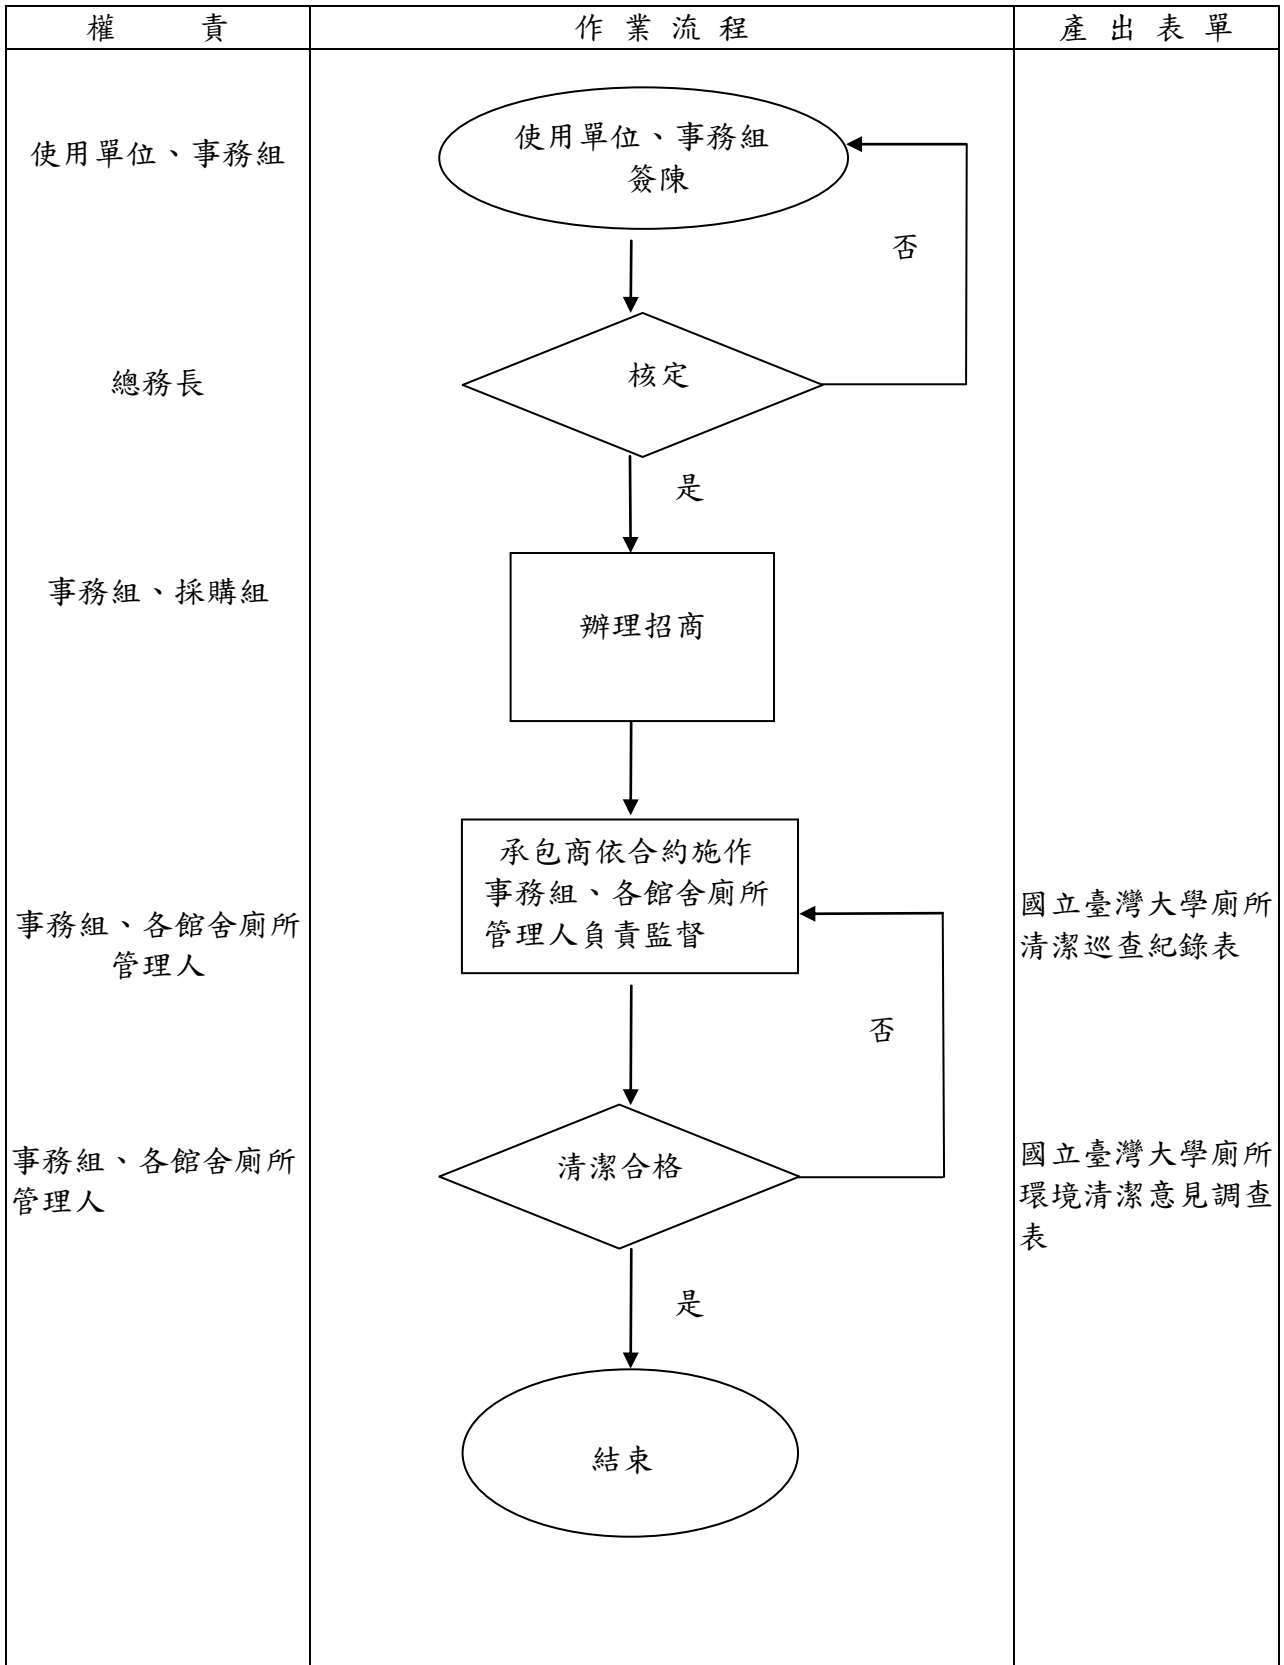 權 責
作業流程
產出表單
使用單位、事務組
使用單位、事務組
簽陳
否
總務長
核定
是
事務組、採購組
辦理招商
事務組、各館舍廁所
管理人
承包商依合約施作
事務組、各館舍廁所
管理人負責監督
國立臺灣大學廁所
清潔巡查紀錄表
否
事務組、各館舍廁所
管理人
清潔合格
國立臺灣大學廁所
環境清潔意見調查
表
是
結束